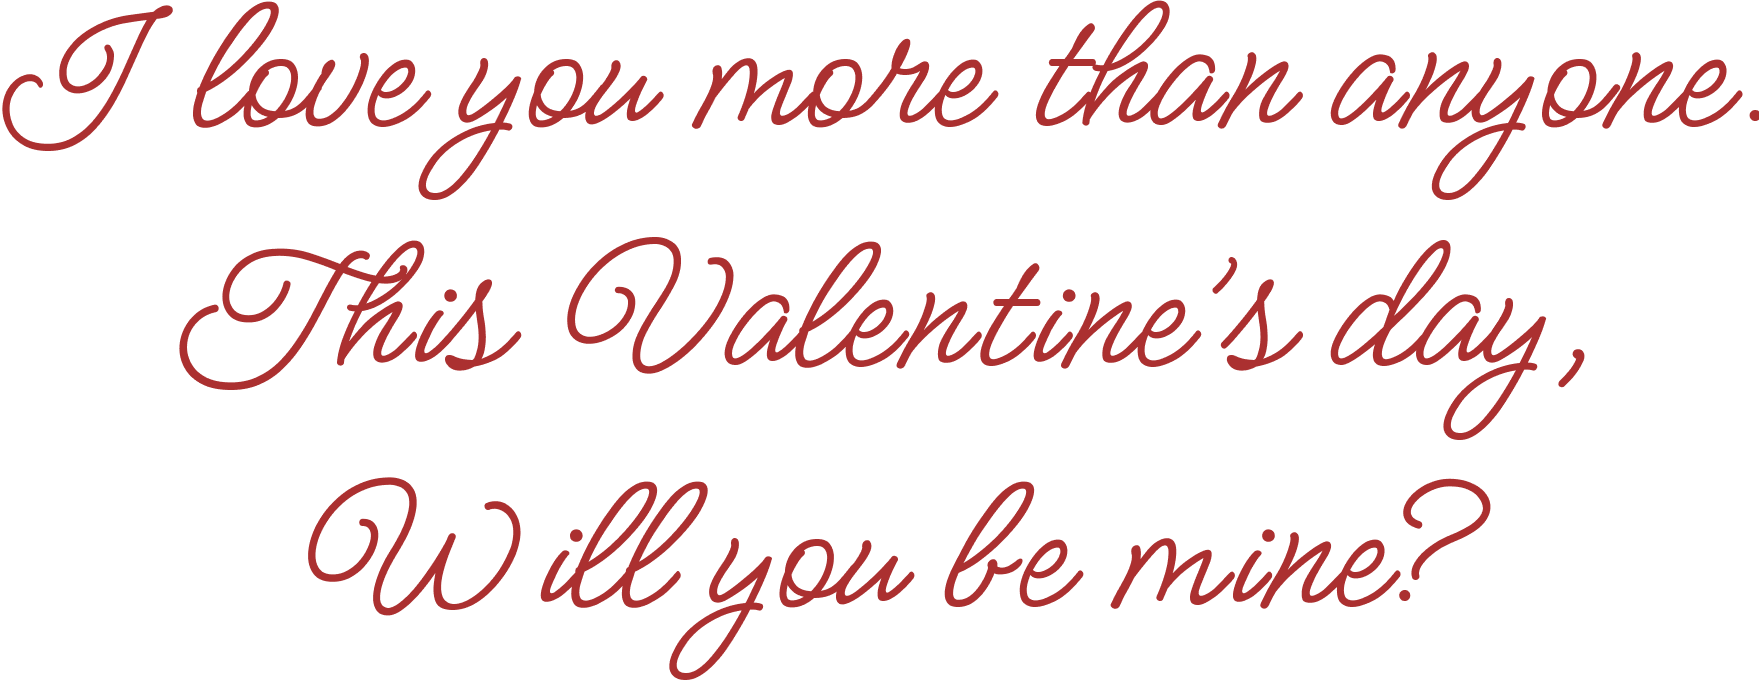 I love you more than anyone.
This Valentine's day,
Will you be mine?